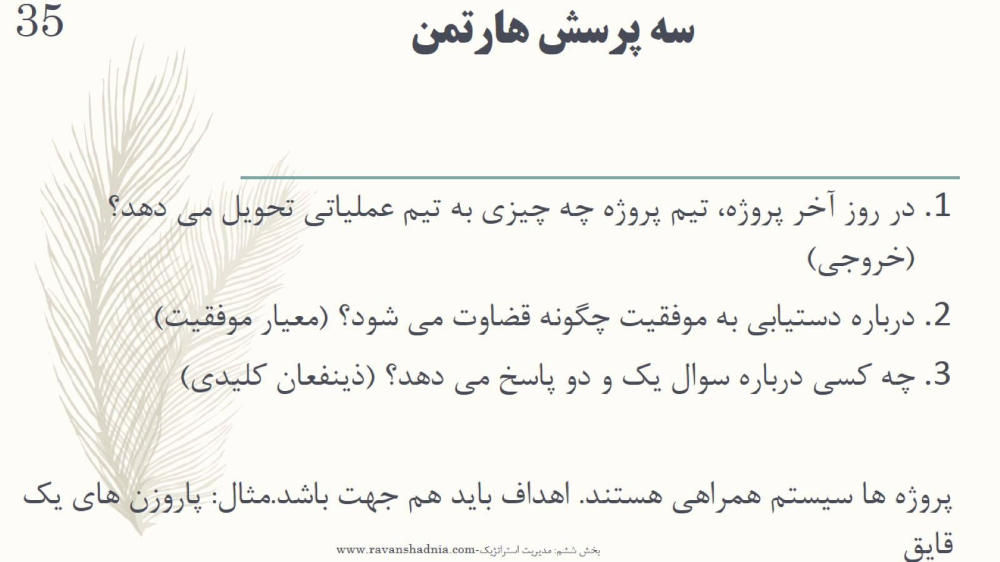 35
سه پرسش هارتمن
1. در روز آخر پروژه، تیم پروژه چه چیزی به تیم عملیاتی تحویل می دهد؟
(خروجی)
2. درباره دستیابی به موفقیت چگونه قضاوت می شود؟ (معیار موفقیت)
3. چه کسی درباره سوال یک و دو پاسخ می دهد؟ (ذینفعان کلیدی)
پروژه ها سیستم همراهی هستند. اهداف باید هم جهت باشد.مثال: پاروزن های یک
قایق
بخش ششم: مدیریت استراتژیک-www.ravanshadnia.com